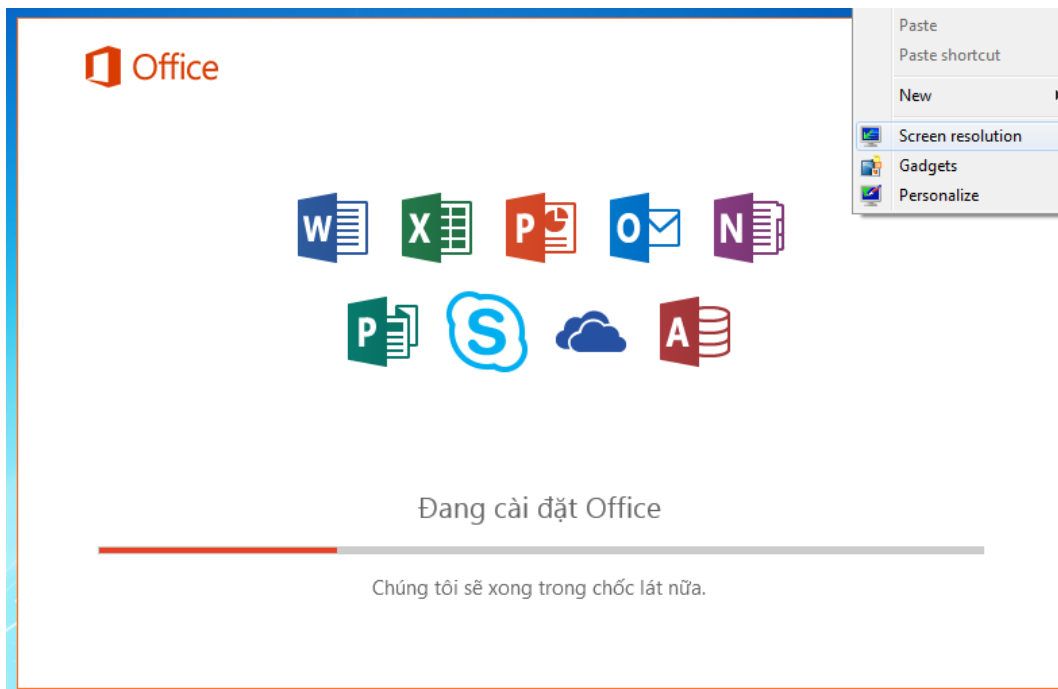 Office
Paste
Paste shortcut
New
Screen resolution
Gadgets
Personalize
W
X
P
O
N
P
S
A
Đang cài đặt Office
Chúng tôi sẽ xong trong chốc lát nữa.